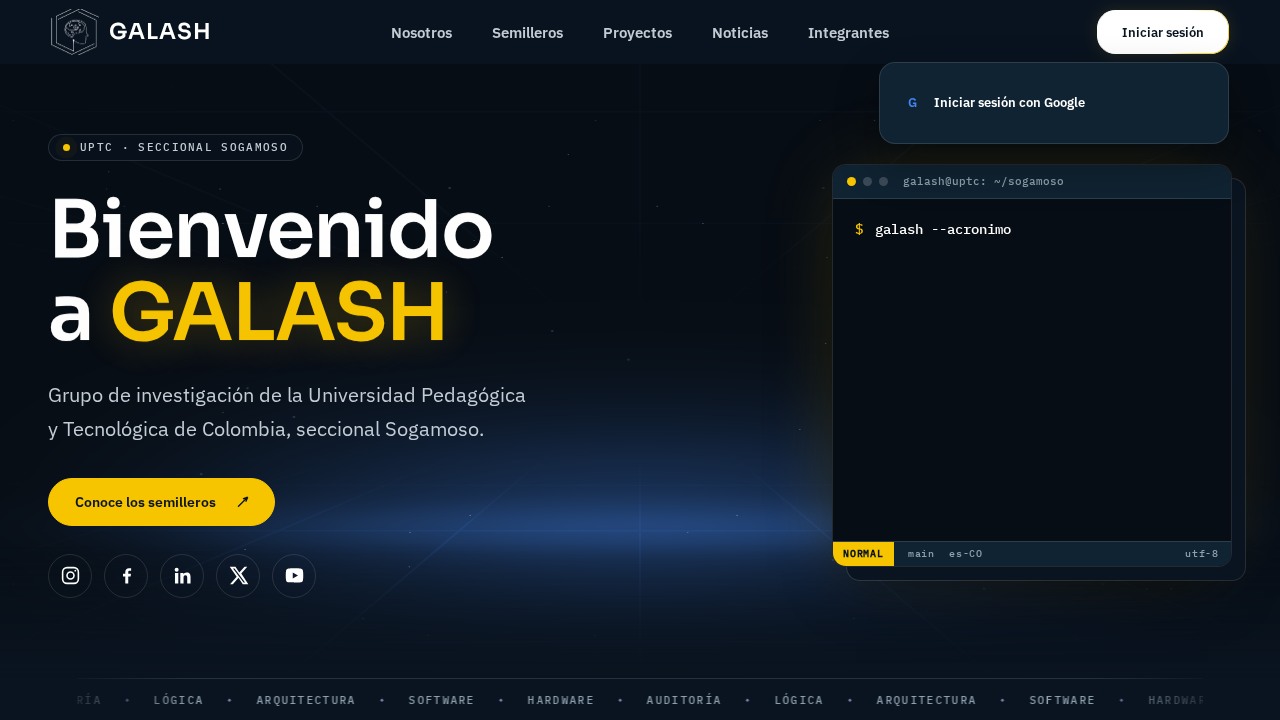 GALASH
Nosotros
Semilleros
Proyectos
Noticias
Integrantes
Iniciar sesión
G Iniciar sesión con Google
UPTC · SECCIONAL SOGAMOSO
Bienvenido
a GALASH
Grupo de investigación de la Universidad Pedagógica
y Tecnológica de Colombia, seccional Sogamoso.
Conoce los semilleros ↗
galash@uptc: ~/sogamoso
$ galash --acronimo
NORMAL main es-CO utf-8
RÍA • LÓGICA • ARQUITECTURA • SOFTWARE • HARDWARE • AUDITORÍA • LÓGICA • ARQUITECTURA • SOFTWARE • HARDWAR